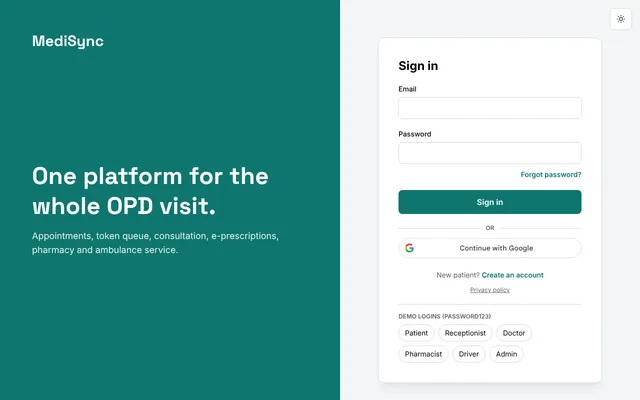 MediSync
One platform for the
whole OPD visit.
Appointments, token queue, consultation, e-prescriptions,
pharmacy and ambulance service.
Sign in
Email
Password
Forgot password?
Sign in
OR
Continue with Google
New patient? Create an account
Privacy policy
DEMO LOGINS (PASSWORD123)
Patient Receptionist Doctor
Pharmacist Driver Admin